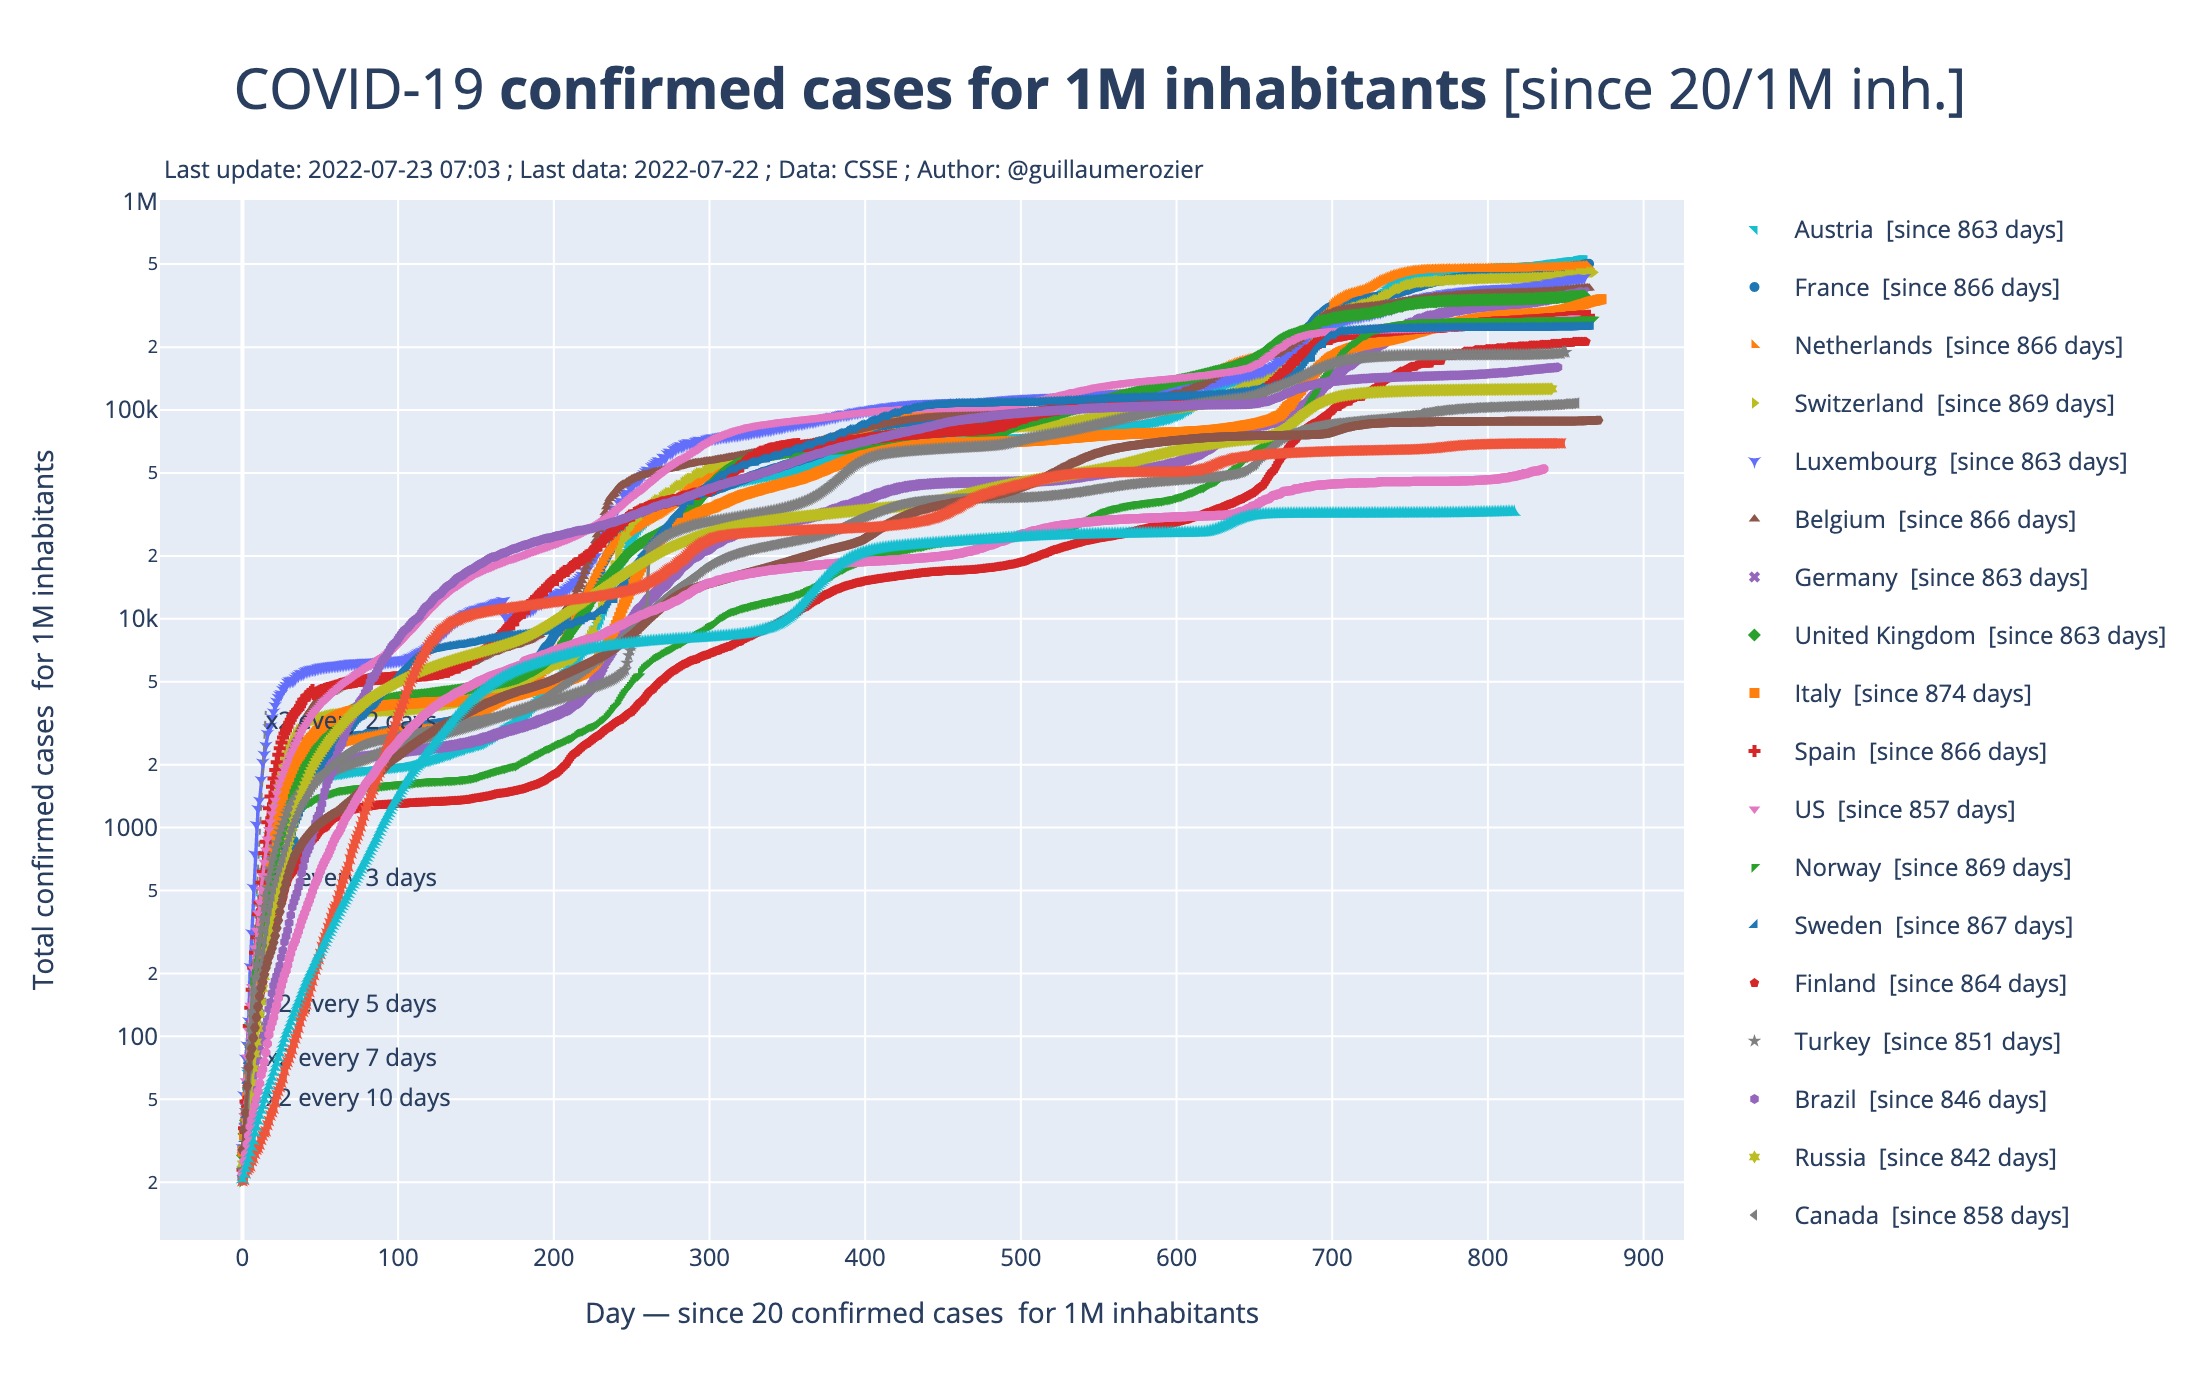 COVID-19 confirmed cases for 1M inhabitants [since 20/1M inh.]
Last update: 2022-07-23 07:03 ; Last data: 2022-07-22 ; Data: CSSE ; Author: @guillaumerozier
1M
5
2
100k
5
2
10k
5
2
1000
5
2
100
5
2
Total confirmed cases for 1M inhabitants
x2 every 2 days
every 3 days
2 every 5 days
x2 every 7 days
x2 every 10 days
0 100 200 300 400 500 600 700 800 900
Day — since 20 confirmed cases for 1M inhabitants
Austria [since 863 days]
France [since 866 days]
Netherlands [since 866 days]
Switzerland [since 869 days]
Luxembourg [since 863 days]
Belgium [since 866 days]
Germany [since 863 days]
United Kingdom [since 863 days]
Italy [since 874 days]
Spain [since 866 days]
US [since 857 days]
Norway [since 869 days]
Sweden [since 867 days]
Finland [since 864 days]
Turkey [since 851 days]
Brazil [since 846 days]
Russia [since 842 days]
Canada [since 858 days]